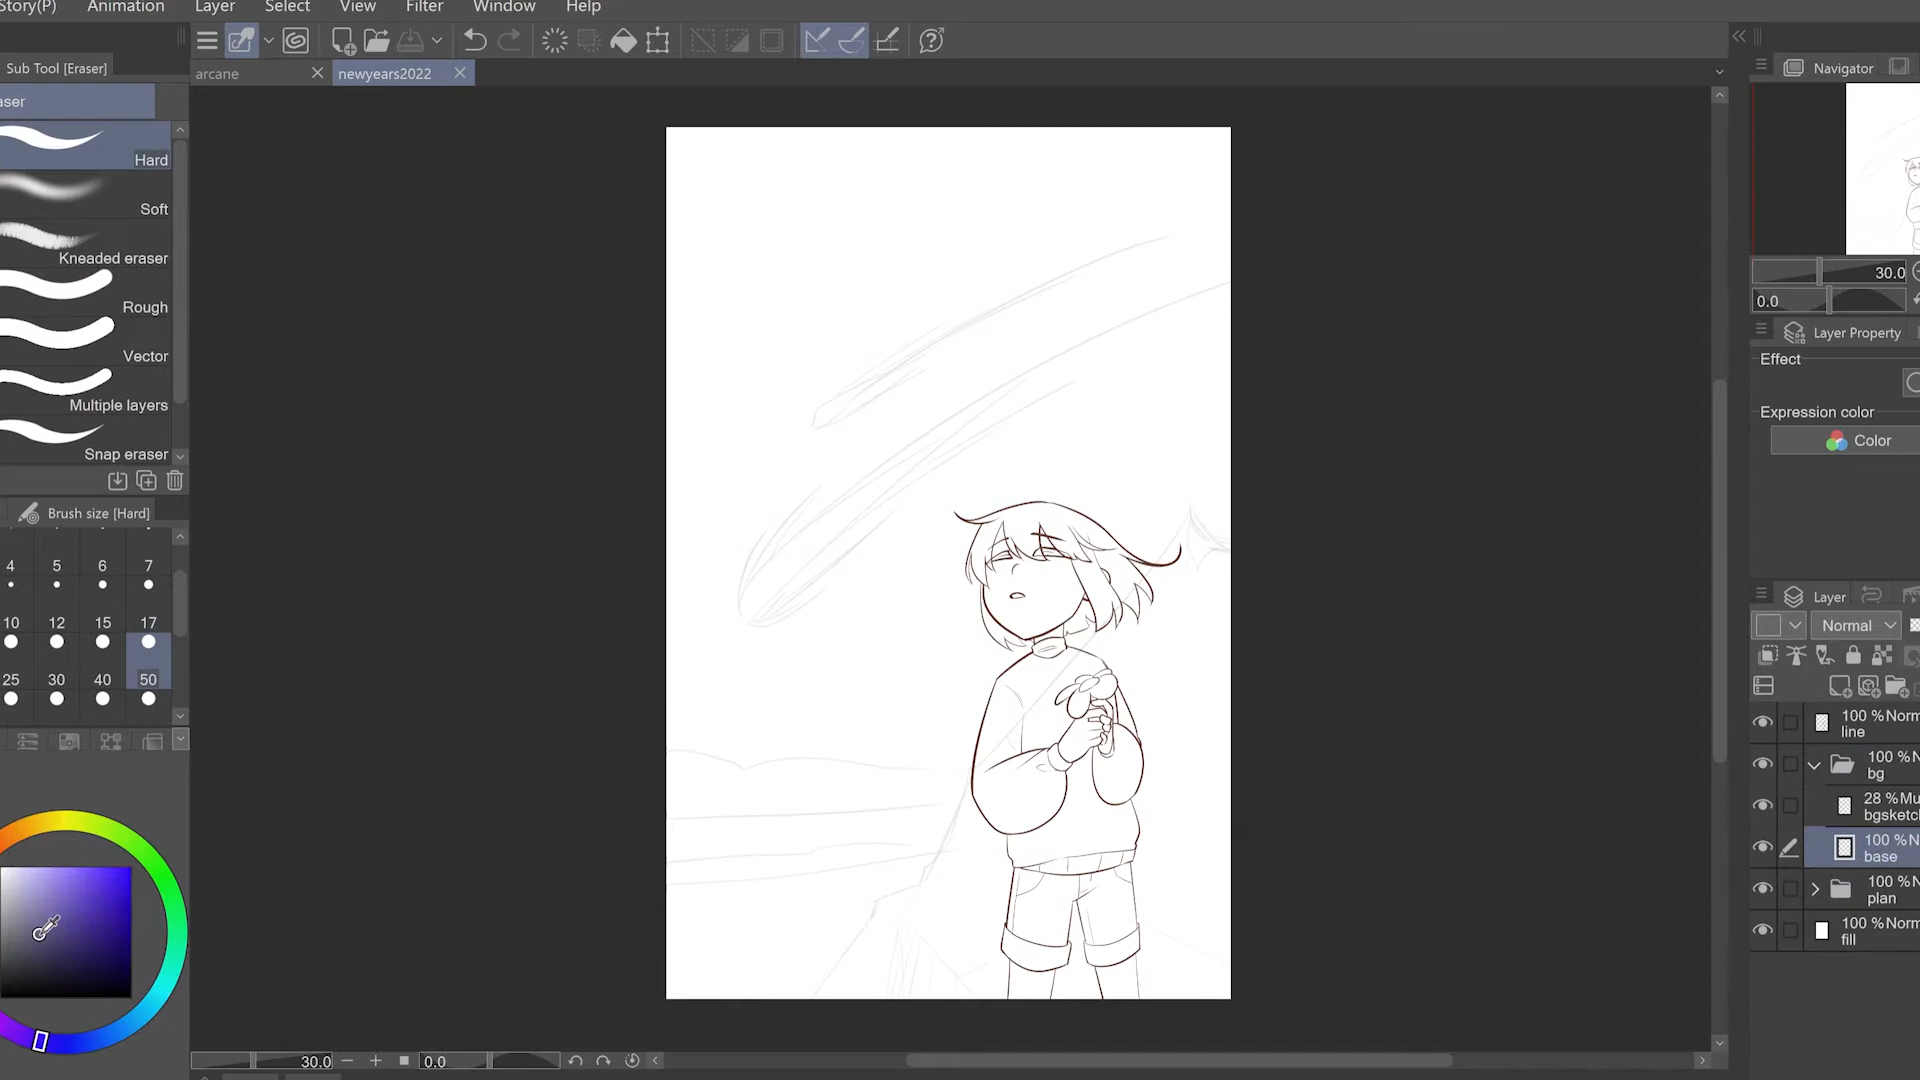 Story(P) Animation Layer Select View Filter Window Help
Sub Tool [Eraser]
arcane newyears2022
aser
Hard
Soft
Kneaded eraser
Rough
Vector
Multiple layers
Snap eraser
Brush size [Hard]
4 5 6 7
10 12 15 17
25 30 40 50
30.0 0.0
Navigator
30.0
0.0
Layer Property
Effect
Expression color
Color
Layer
Normal
100 %Norm
line
100 %N
bg
28 %Mu
bgsketch
100 %N
base
100 %N
plan
100 %Norm
fill